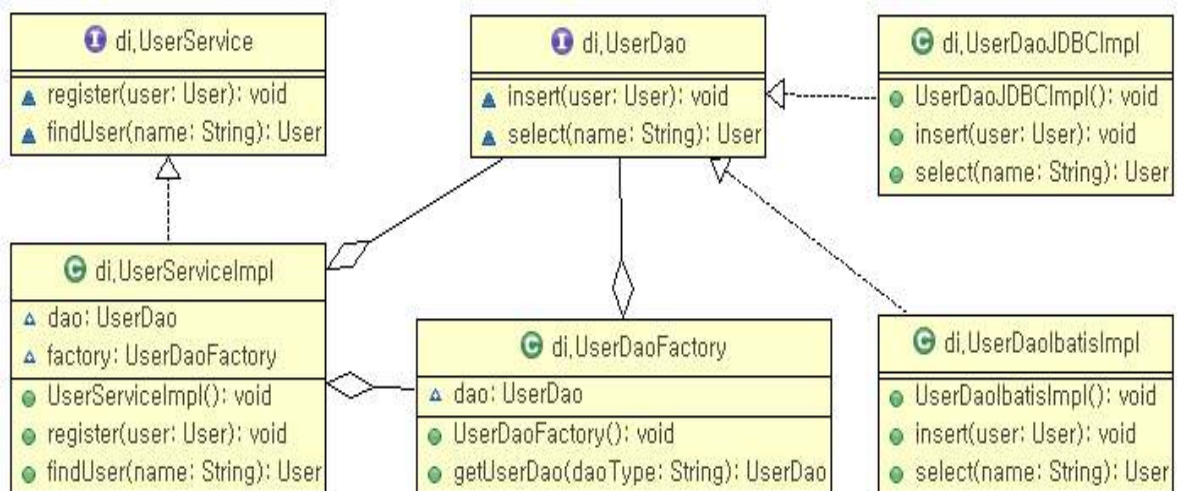 I di,UserService
register(user: User): void
findUser(name: String): User
I di,UserDao
insert(user: User): void
select(name: String): User
C di,UserDaoJDBCImpl
UserDaoJDBCImpl(): void
insert(user: User): void
select(name: String): User
C di,UserServiceImpl
dao: UserDao
factory: UserDaoFactory
UserServiceImpl(): void
register(user: User): void
findUser(name: String): User
C di,UserDaoFactory
dao: UserDao
UserDaoFactory(): void
getUserDao(daoType: String): UserDao
C di,UserDaoIbatisImpl
UserDaoIbatisImpl(): void
insert(user: User): void
select(name: String): User